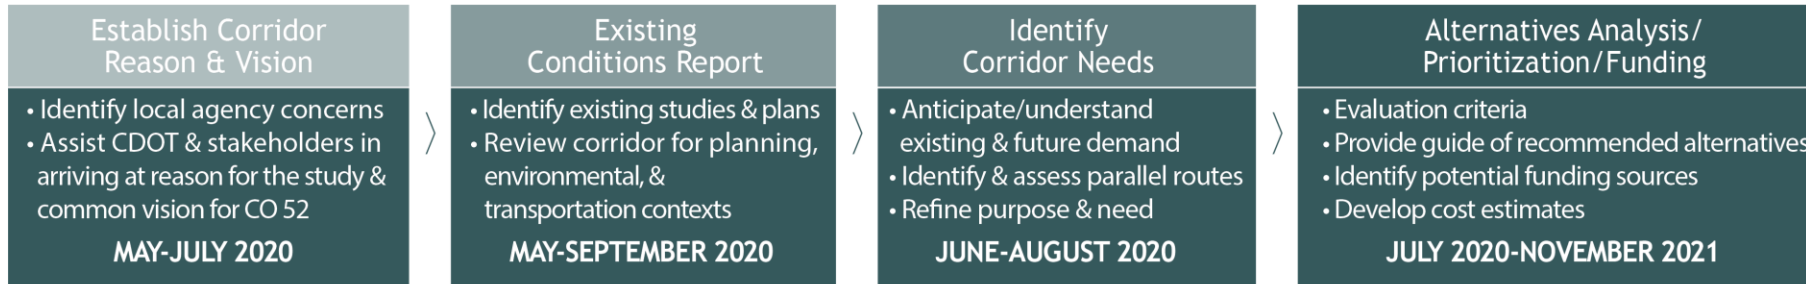 Establish Corridor
Reason & Vision
• Identify local agency concerns
• Assist CDOT & stakeholders in
arriving at reason for the study &
common vision for CO 52
MAY-JULY 2020
Existing
Conditions Report
• Identify existing studies & plans
• Review corridor for planning,
environmental, &
transportation contexts
MAY-SEPTEMBER 2020
Identify
Corridor Needs
• Anticipate/understand
existing & future demand
• Identify & assess parallel routes
• Refine purpose & need
JUNE-AUGUST 2020
Alternatives Analysis/
Prioritization/Funding
• Evaluation criteria
• Provide guide of recommended alternatives
• Identify potential funding sources
• Develop cost estimates
JULY 2020-NOVEMBER 2021